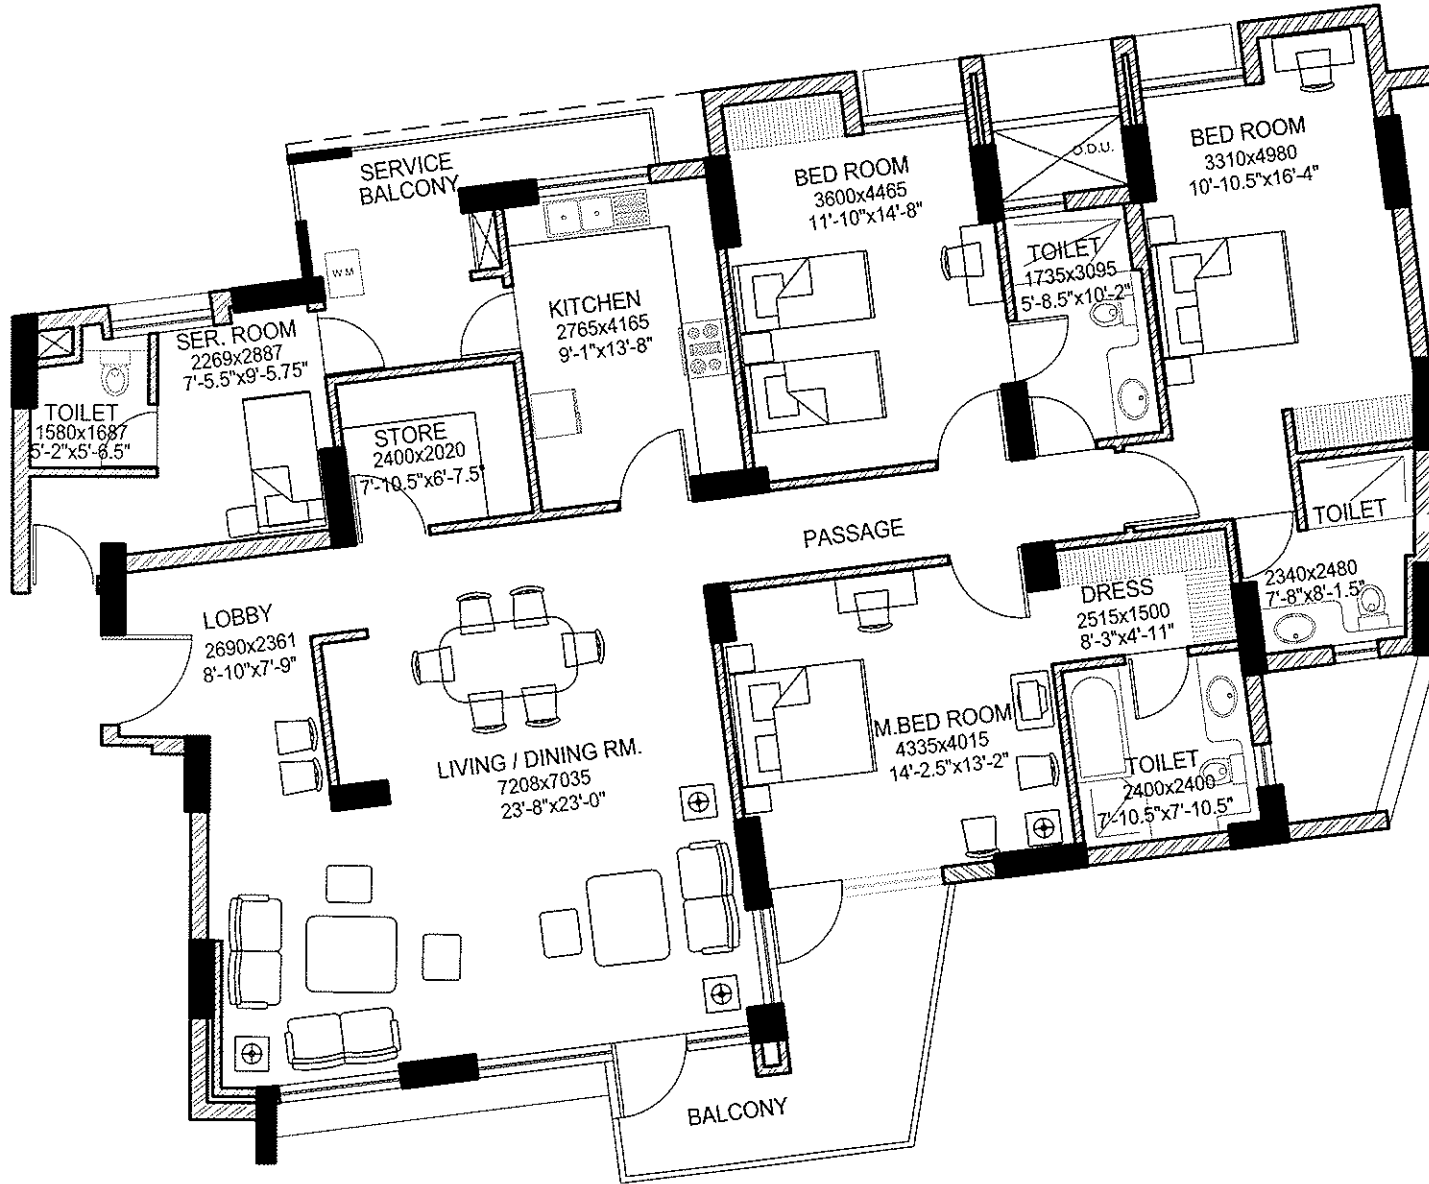 SERVICE
BALCONY
W.M
SER. ROOM
2269x2887
7'-5.5"x9'-5.75"
TOILET
1580x1687
5'-2"x5'-6.5"
STORE
2400x2020
7'-10.5"x6'-7.5"
KITCHEN
2765x4165
9'-1"x13'-8"
BED ROOM
3600x4465
11'-10"x14'-8"
O.D.U.
TOILET
1735x3095
5'-8.5"x10'-2"
BED ROOM
3310x4980
10'-10.5"x16'-4"
PASSAGE
TOILET
2340x2480
7'-8"x8'-1.5"
DRESS
2515x1500
8'-3"x4'-11"
LOBBY
2690x2361
8'-10"x7'-9"
LIVING / DINING RM.
7208x7035
23'-8"x23'-0"
M.BED ROOM
4335x4015
14'-2.5"x13'-2"
TOILET
2400x2400
7'-10.5"x7'-10.5"
BALCONY